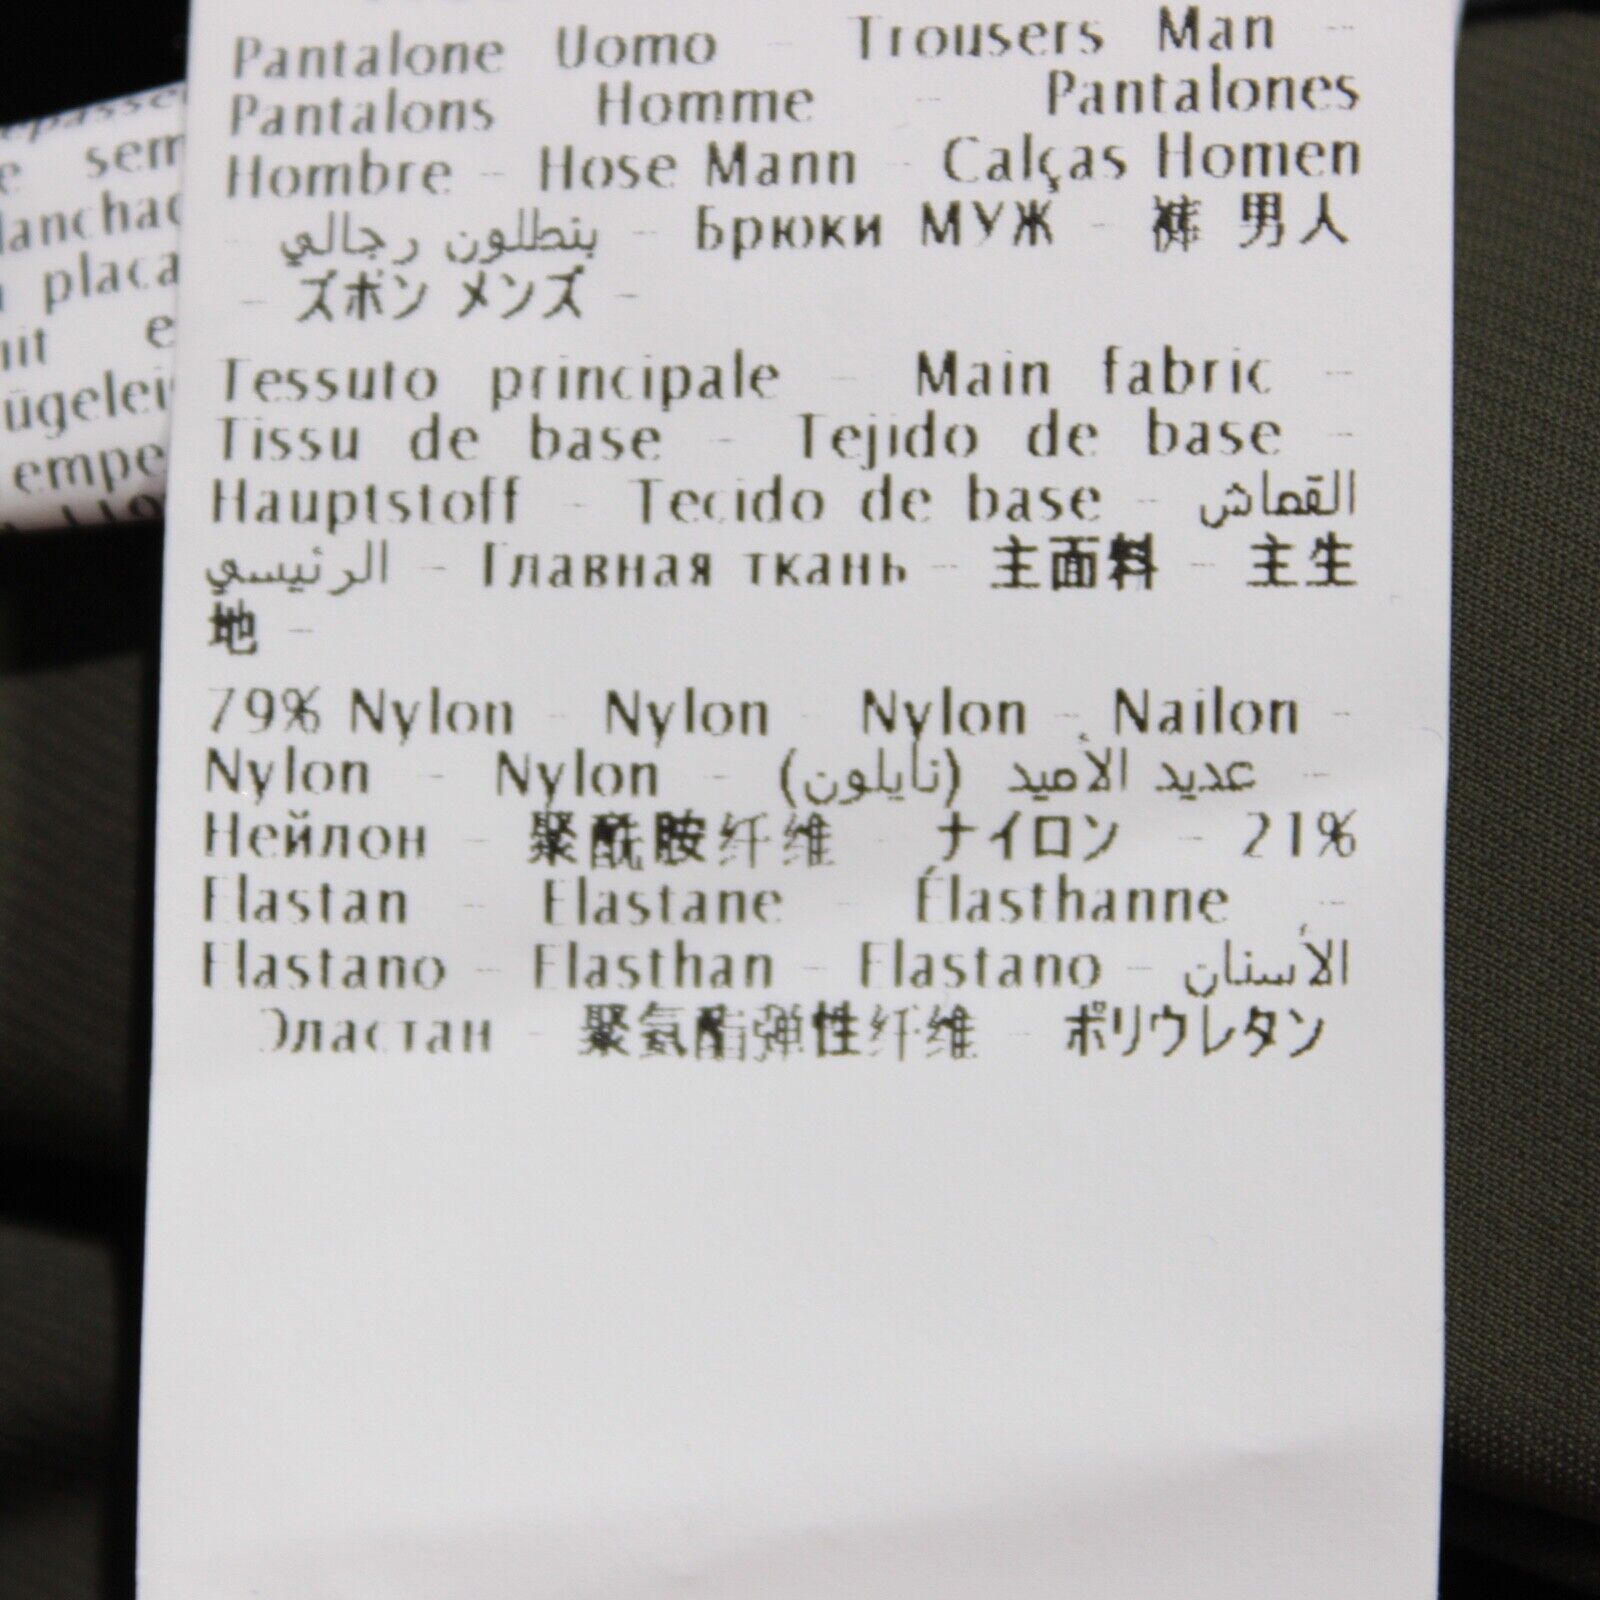 Pantalone Uomo - Trousers Man -
Pantalons Homme - Pantalones
Hombre - Hose Mann - Calças Homen
- بنطلون رجالي - Брюки МУЖ - 裤 男人
- ズボン メンズ -
Tessuto principale - Main fabric -
Tissu de base - Tejido de base -
Hauptstoff - Tecido de base - القماش
الرئيسي - Главная ткань - 主面料 - 主生
地 -
79% Nylon - Nylon - Nylon - Nailon -
Nylon - Nylon - عديد الأميد (نايلون) -
Нейлон - 聚酰胺纤维 - ナイロン - 21%
Elastan - Elastane - Élasthanne -
Elastano - Elasthan - Elastano - الأسنان
Эластан - 聚氨酯弹性纤维 - ポリウレタン
sem
placa
empe